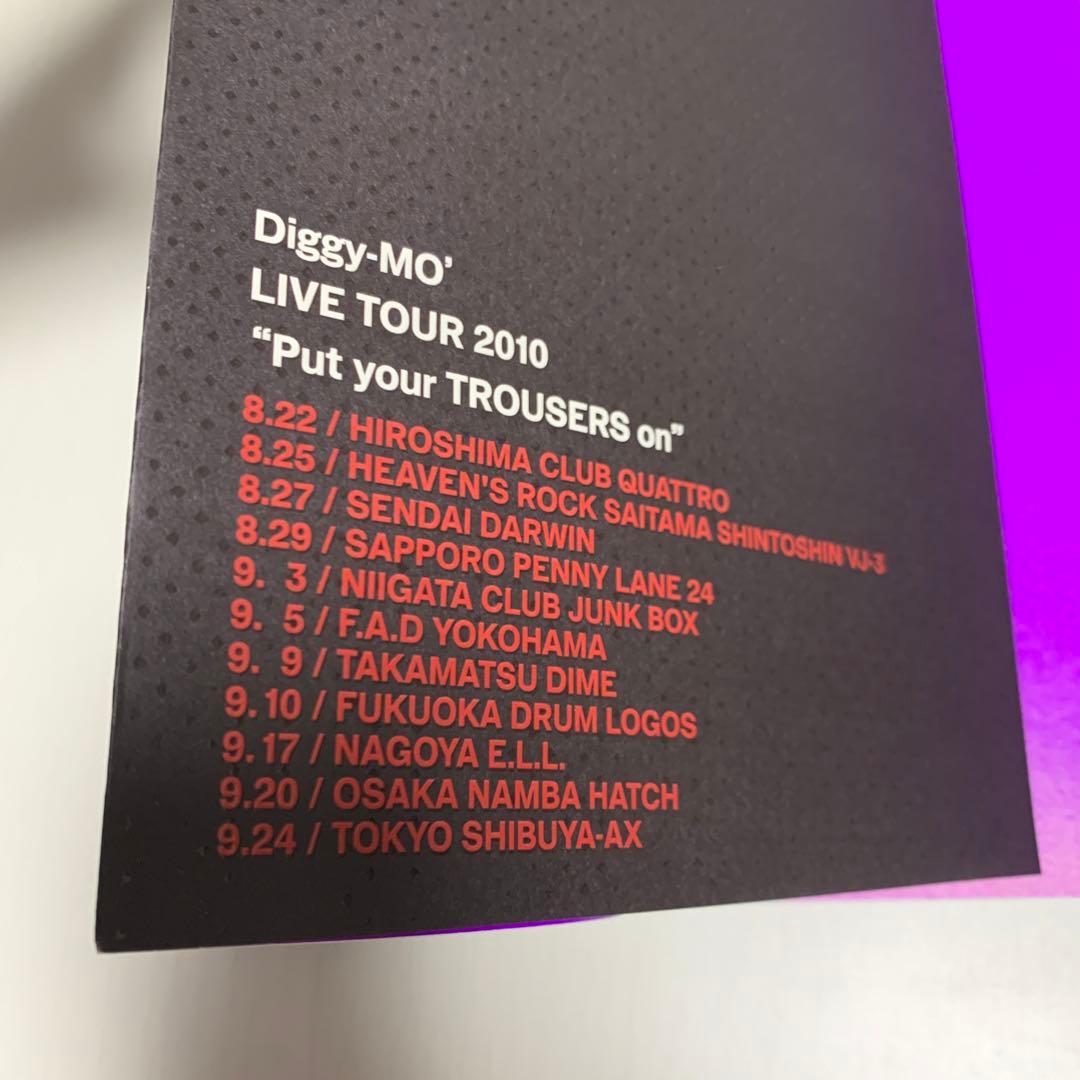 Diggy-MO’
LIVE TOUR 2010
“Put your TROUSERS on”
8.22 / HIROSHIMA CLUB QUATTRO
8.25 / HEAVEN'S ROCK SAITAMA SHINTOSHIN VJ-3
8.27 / SENDAI DARWIN
8.29 / SAPPORO PENNY LANE 24
9. 3 / NIIGATA CLUB JUNK BOX
9. 5 / F.A.D YOKOHAMA
9. 9 / TAKAMATSU DIME
9.10 / FUKUOKA DRUM LOGOS
9.17 / NAGOYA E.L.L.
9.20 / OSAKA NAMBA HATCH
9.24 / TOKYO SHIBUYA-AX